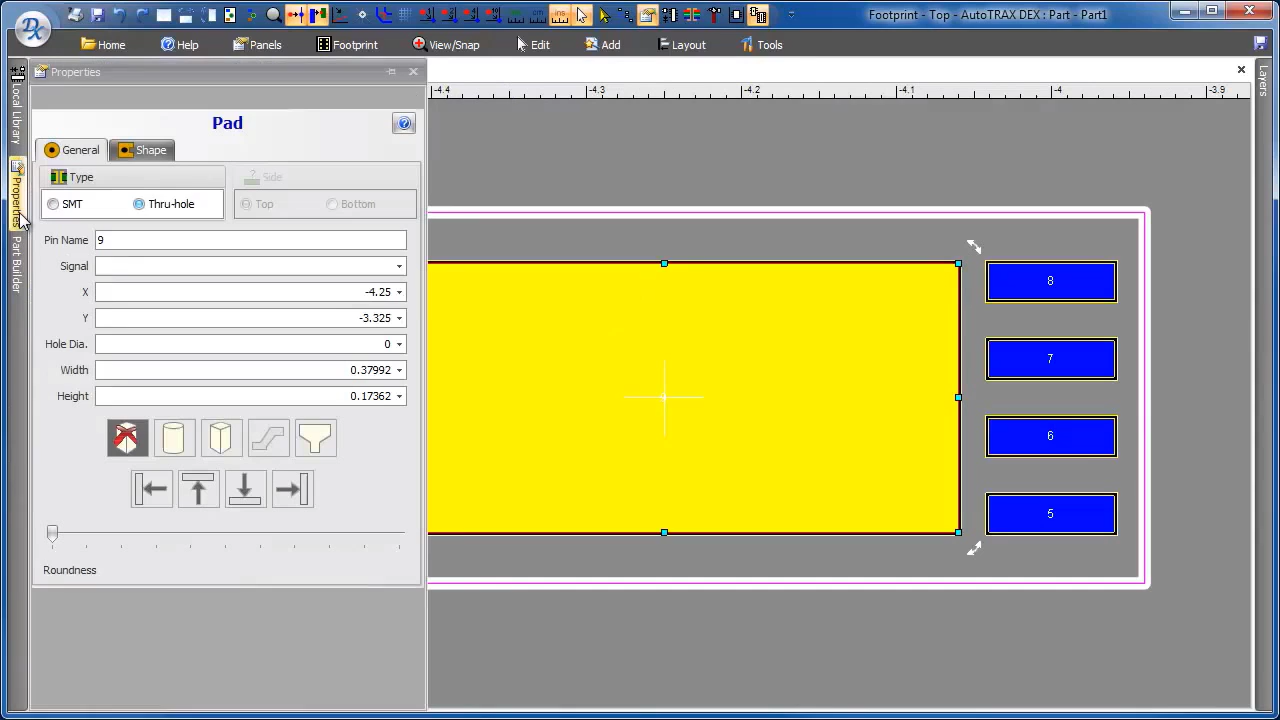 Footprint - Top - AutoTRAX DEX : Part - Part1
Home
Help
Panels
Footprint
View/Snap
Edit
Add
Layout
Tools
Properties
-4.4
-4.3
-4.2
-4.1
-4
-3.9
Local Library
Properties
Part Builder
Layers
Pad
General
Shape
Type
Side
SMT
Thru-hole
Top
Bottom
Pin Name 9
Signal
X -4.25
Y -3.325
Hole Dia. 0
Width 0.37992
Height 0.17362
Roundness
8
7
6
5